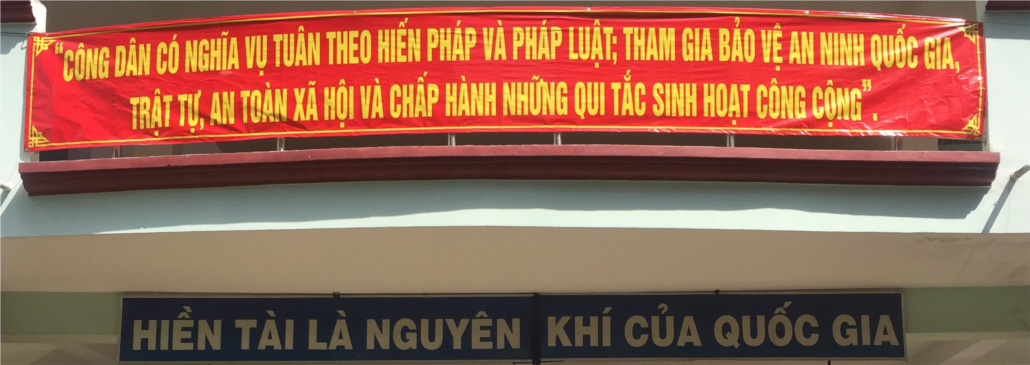 "CÔNG DÂN CÓ NGHĨA VỤ TUÂN THEO HIẾN PHÁP VÀ PHÁP LUẬT; THAM GIA BẢO VỆ AN NINH QUỐC GIA,
TRẬT TỰ, AN TOÀN XÃ HỘI VÀ CHẤP HÀNH NHỮNG QUI TẮC SINH HOẠT CÔNG CỘNG".
HIỀN TÀI LÀ NGUYÊN KHÍ CỦA QUỐC GIA